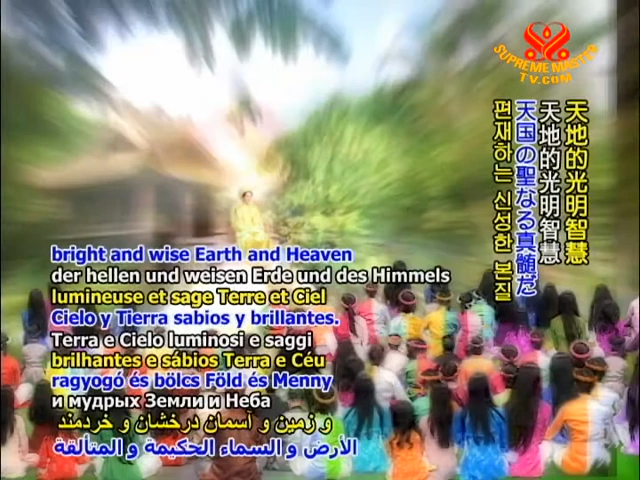 SUPREME MASTER
TV.COM
天地的光明智慧
天地的光明智慧
天国の聖なる真髄だ
편재하는 신성한 본질
bright and wise Earth and Heaven
der hellen und weisen Erde und des Himmels
lumineuse et sage Terre et Ciel
Cielo y Tierra sabios y brillantes.
Terra e Cielo luminosi e saggi
brilhantes e sábios Terra e Céu
ragyogó és bölcs Föld és Menny
и мудрых Земли и Неба
و زمین و آسمان درخشان و خردمند
الأرض و السماء الحكيمة و المتألقة